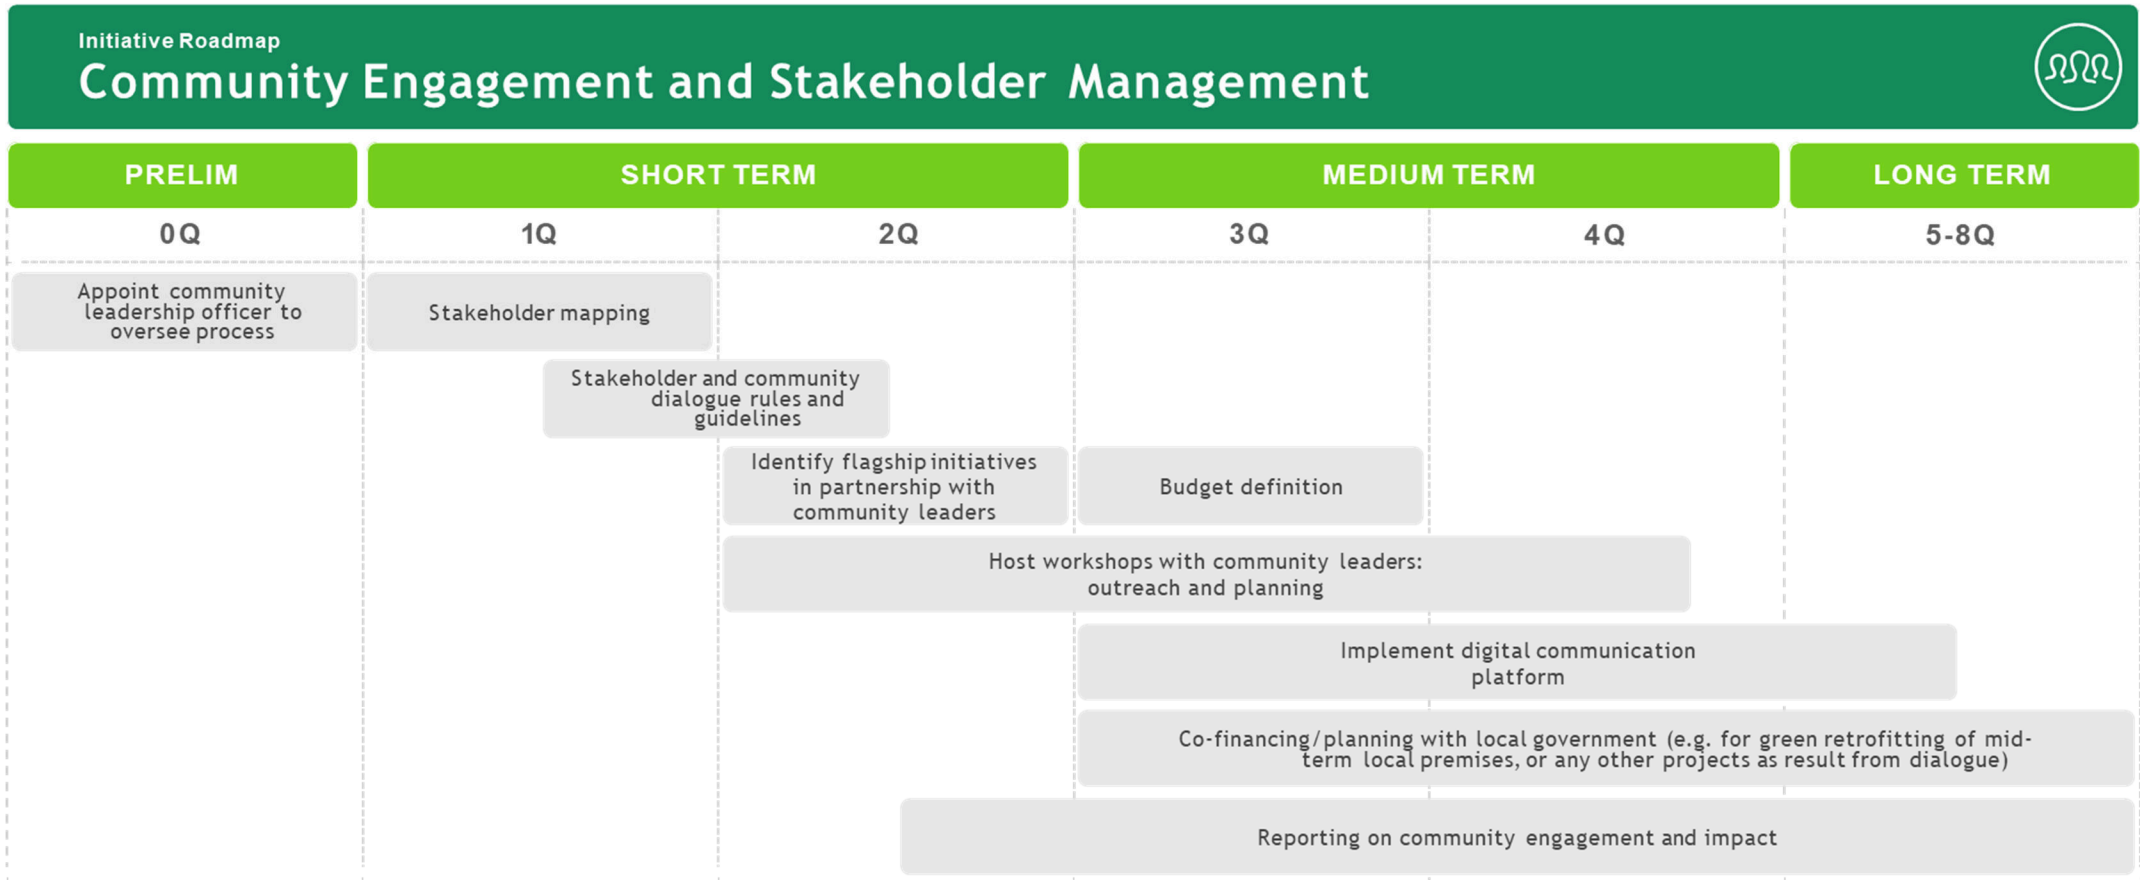 Initiative Roadmap
Community Engagement and Stakeholder Management
PRELIM
SHORT TERM
MEDIUM TERM
LONG TERM
0Q
1Q
2Q
3Q
4Q
5-8Q
Appoint community
leadership officer to
oversee process
Stakeholder mapping
Stakeholder and community
dialogue rules and
guidelines
Identify flagship initiatives
in partnership with
community leaders
Budget definition
Host workshops with community leaders:
outreach and planning
Implement digital communication
platform
Co-financing/planning with local government (e.g. for green retrofitting of mid-
term local premises, or any other projects as result from dialogue)
Reporting on community engagement and impact